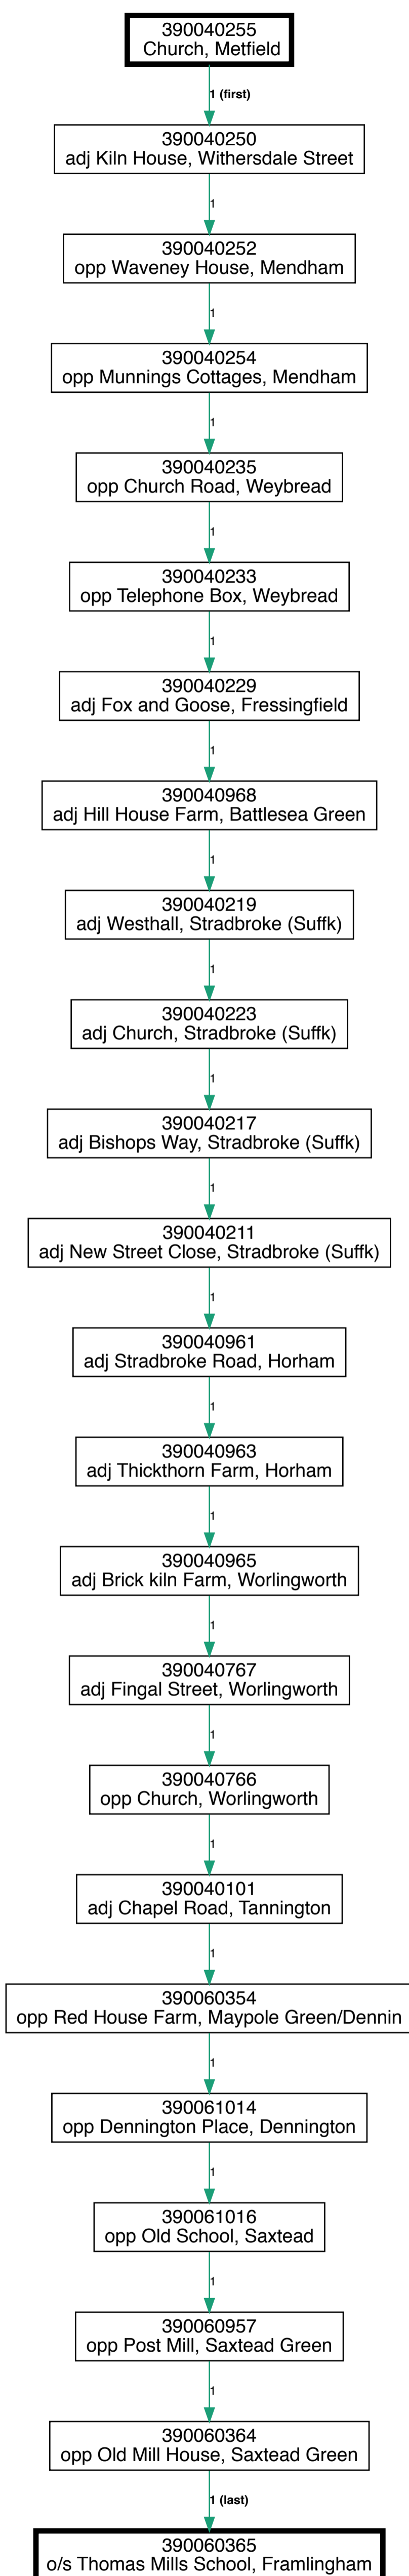 390040255
Church, Metfield
1 (first)
390040250
adj Kiln House, Withersdale Street
1
390040252
opp Waveney House, Mendham
1
390040254
opp Munnings Cottages, Mendham
1
390040235
opp Church Road, Weybread
1
390040233
opp Telephone Box, Weybread
1
390040229
adj Fox and Goose, Fressingfield
1
390040968
adj Hill House Farm, Battlesea Green
1
390040219
adj Westhall, Stradbroke (Suffk)
1
390040223
adj Church, Stradbroke (Suffk)
1
390040217
adj Bishops Way, Stradbroke (Suffk)
1
390040211
adj New Street Close, Stradbroke (Suffk)
1
390040961
adj Stradbroke Road, Horham
1
390040963
adj Thickthorn Farm, Horham
1
390040965
adj Brick kiln Farm, Worlingworth
1
390040767
adj Fingal Street, Worlingworth
1
390040766
opp Church, Worlingworth
1
390040101
adj Chapel Road, Tannington
1
390060354
opp Red House Farm, Maypole Green/Dennin
1
390061014
opp Dennington Place, Dennington
1
390061016
opp Old School, Saxtead
1
390060957
opp Post Mill, Saxtead Green
1
390060364
opp Old Mill House, Saxtead Green
1 (last)
390060365
o/s Thomas Mills School, Framlingham